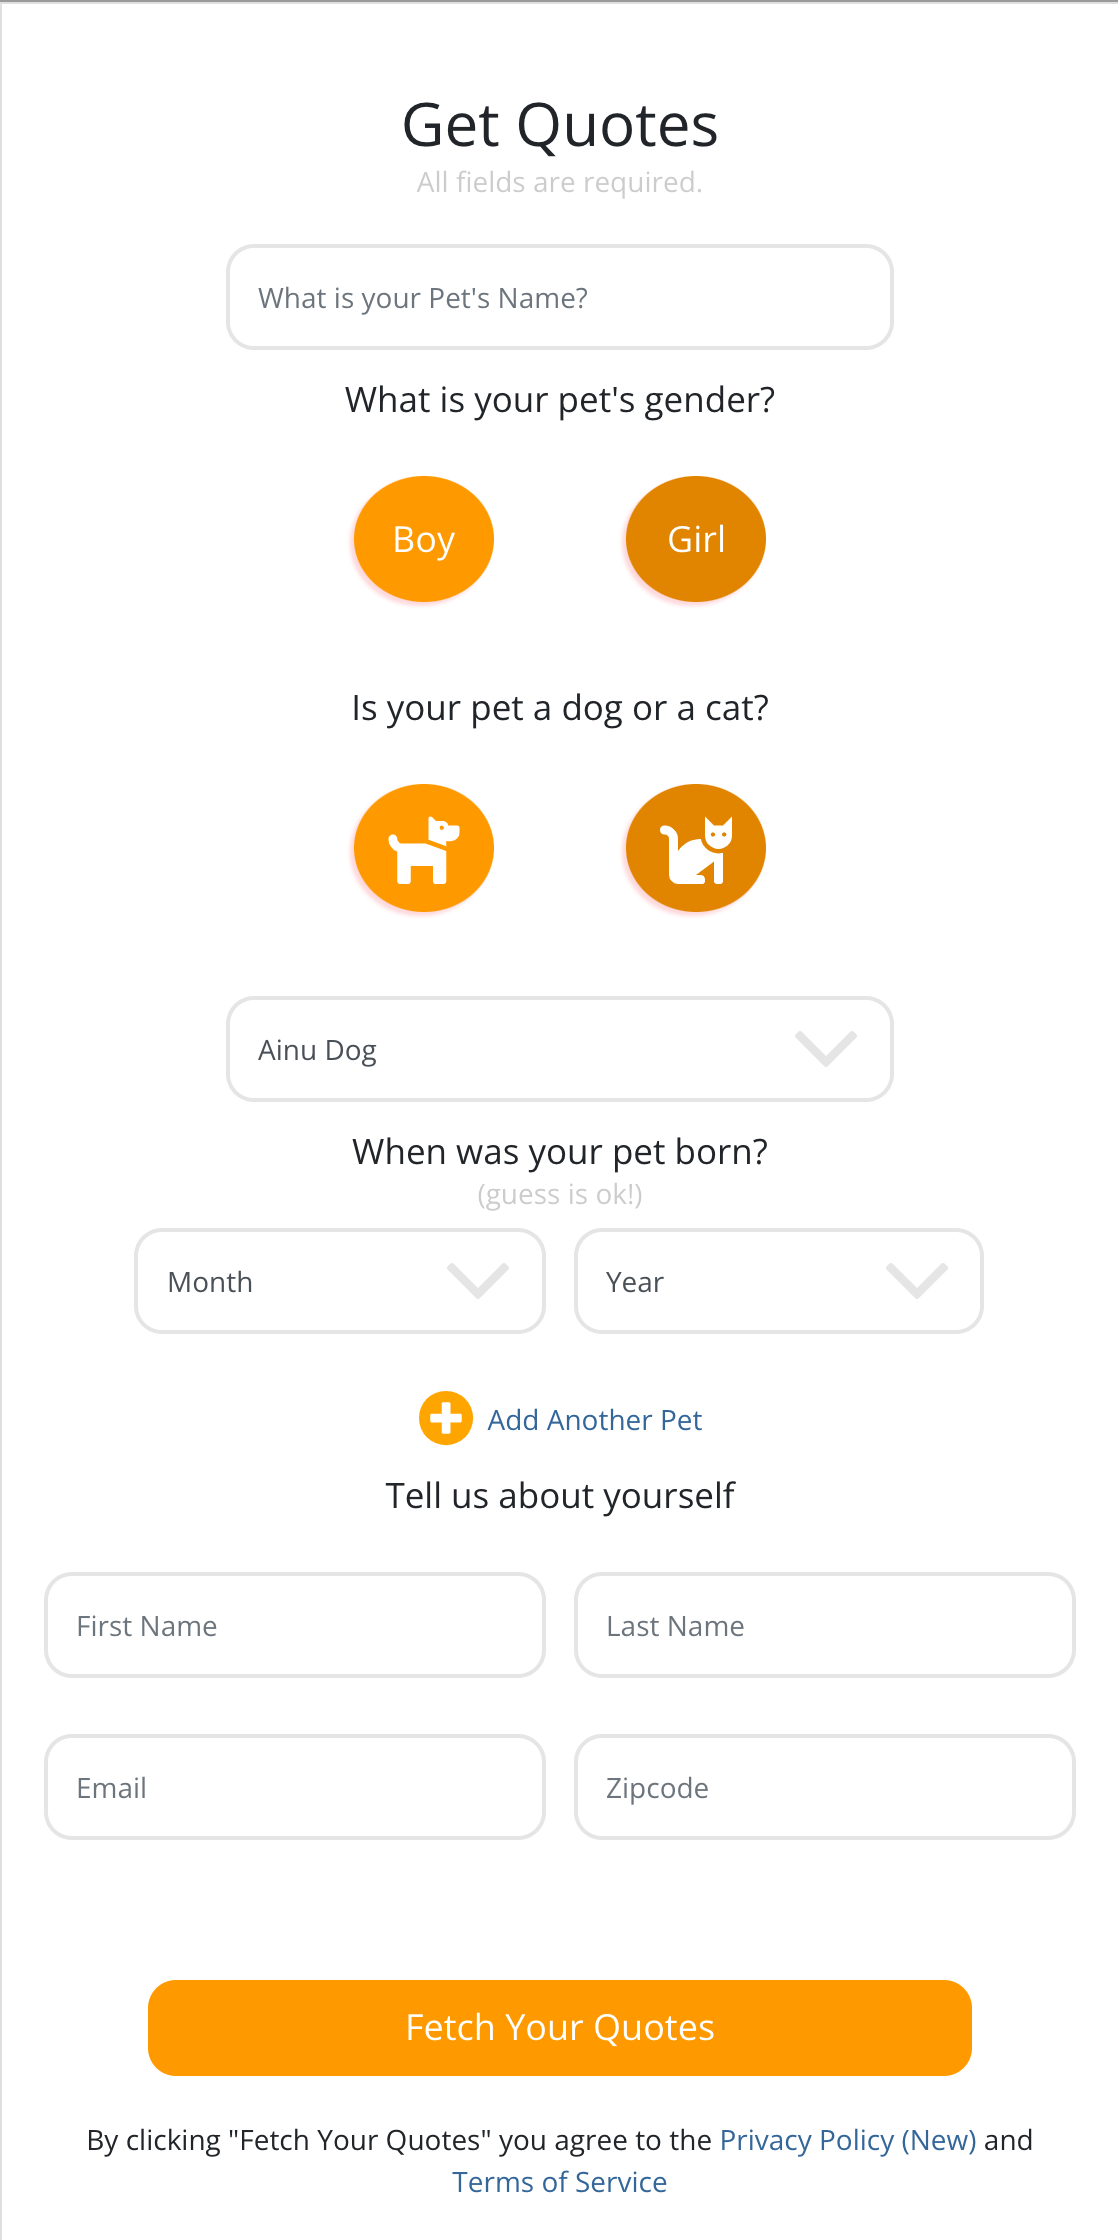 Get Quotes
All fields are required.
What is your Pet's Name?
What is your pet's gender?
Boy
Girl
Is your pet a dog or a cat?
Ainu Dog
When was your pet born?
(guess is ok!)
Month
Year
Add Another Pet
Tell us about yourself
First Name
Last Name
Email
Zipcode
Fetch Your Quotes
By clicking "Fetch Your Quotes" you agree to the Privacy Policy (New) and
Terms of Service